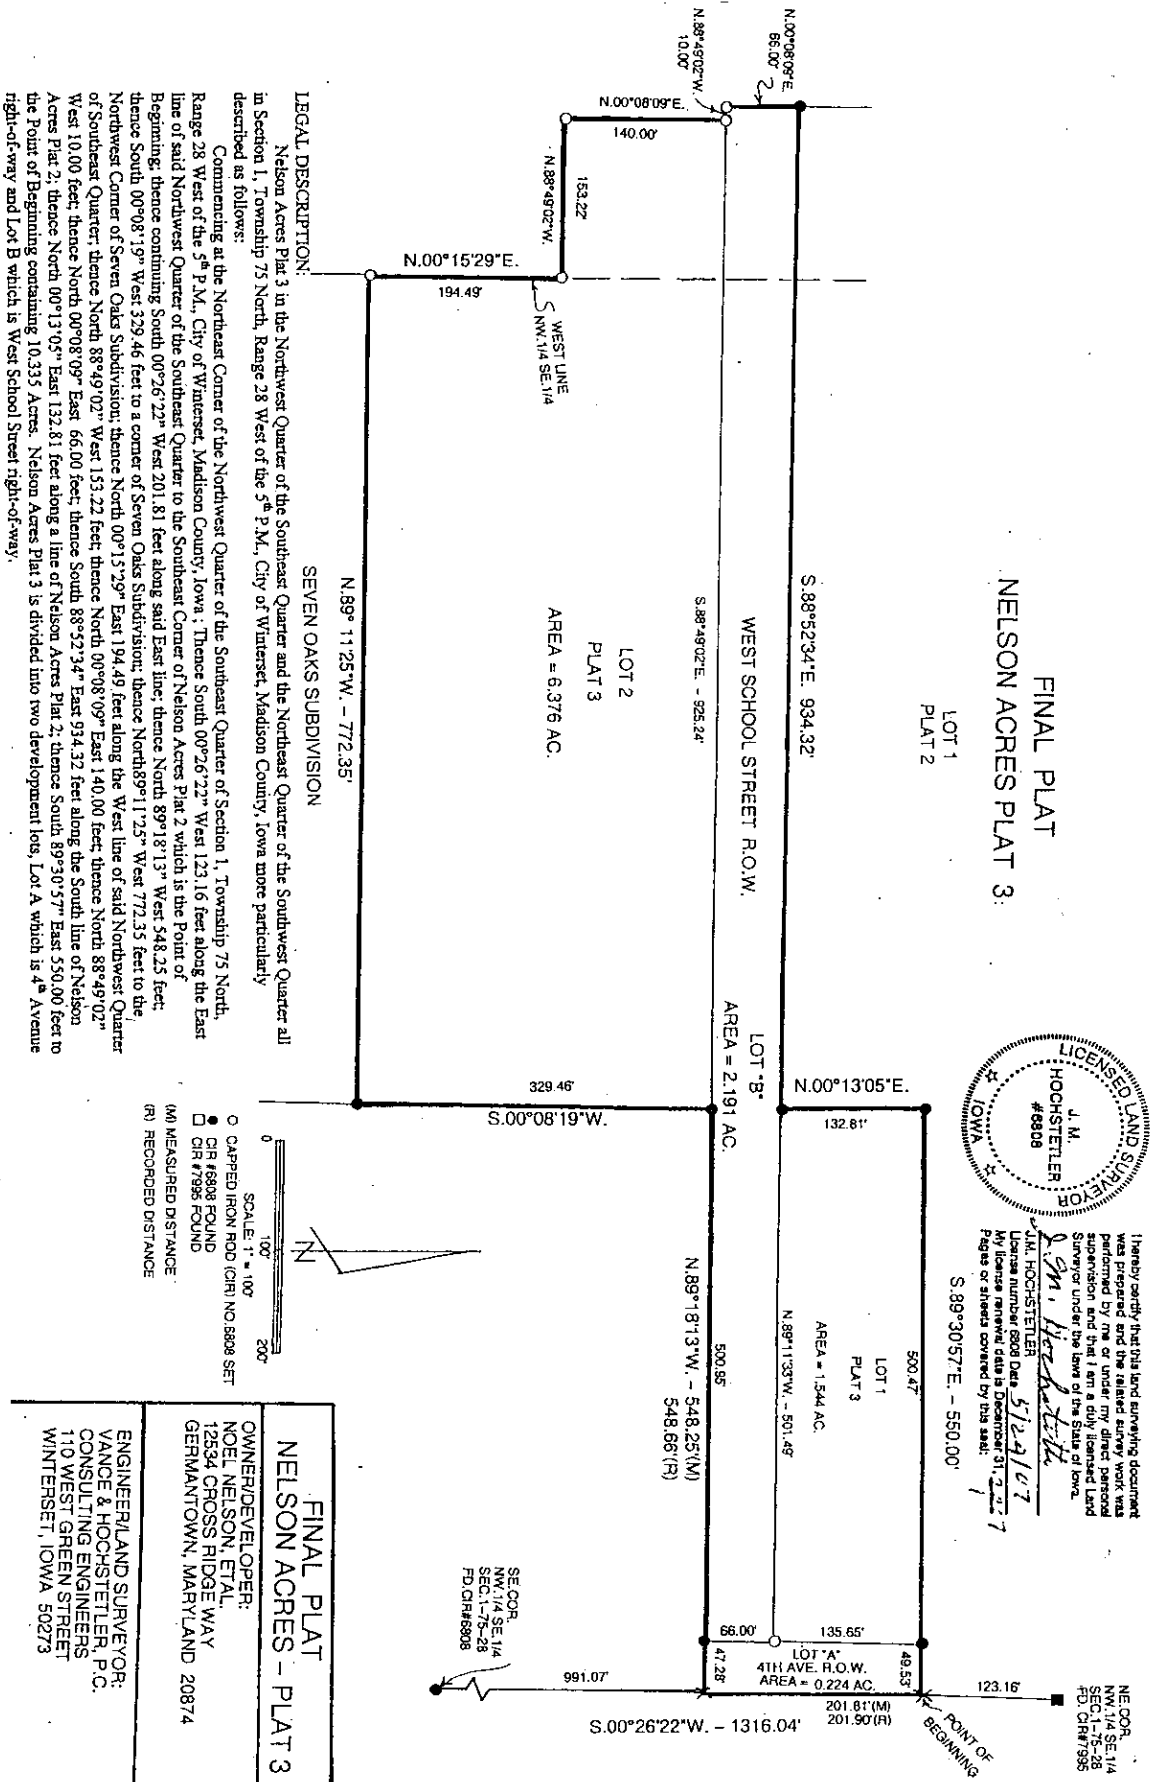 FINAL PLAT
NELSON ACRES PLAT 3:
LICENSED LAND SURVEYOR
J. M.
HOCHSTETLER
#6808
IOWA
I hereby certify that this land surveying document
was prepared and the related survey work was
performed by me or under my direct personal
supervision and that I am a duly licensed Land
Surveyor under the laws of the State of Iowa.
J. M. Hochstetler
J.M. HOCHSTETLER
License number 6808 Date 5/24/07
My license renewal date is December 31, 2007
Pages or sheets covered by this seal: 1
NE.COR.
NW.1/4 SE.1/4
SEC.1-75-28
FD. CIR#7995
LOT 1
PLAT 2
N.00°08'09"E.
66.00'
N.88°49'02"W.
10.00'
S.88°52'34"E. 934.32'
N.00°13'05"E.
132.81'
S.89°30'57"E. - 550.00'
500.47'
49.53'
123.16'
POINT OF
BEGINNING
WEST SCHOOL STREET R.O.W.
LOT "B"
AREA = 2.191 AC.
S.88°49'02"E. - 925.24'
LOT 1
PLAT 3
AREA = 1.544 AC.
N.89°11'33"W. - 501.49'
135.65'
66.00'
LOT "A"
4TH AVE. R.O.W.
AREA = 0.224 AC.
201.81'(M)
201.90'(R)
500.95'
47.28'
N.89°18'13"W. - 548.25'(M)
548.66'(R)
S.00°26'22"W. - 1316.04'
991.07'
SE.COR.
NW.1/4 SE.1/4
SEC.1-75-28
FD.CIR#6808
N.00°08'09"E.
140.00'
153.22'
N.88°49'02"W.
WEST LINE
NW.1/4 SE.1/4
N.00°15'29"E.
194.49'
LOT 2
PLAT 3
AREA = 6.376 AC.
329.46'
S.00°08'19"W.
N.89°11'25"W. - 772.35'
SEVEN OAKS SUBDIVISION
LEGAL DESCRIPTION:
Nelson Acres Plat 3 in the Northwest Quarter of the Southeast Quarter and the Northeast Quarter of the Southwest Quarter all
in Section 1, Township 75 North, Range 28 West of the 5th P.M., City of Winterset, Madison County, Iowa more particularly
described as follows:
Commencing at the Northeast Corner of the Northwest Quarter of the Southeast Quarter of Section 1, Township 75 North,
Range 28 West of the 5th P.M., City of Winterset, Madison County, Iowa ; Thence South 00°26'22" West 123.16 feet along the East
line of said Northwest Quarter of the Southeast Quarter to the Southeast Corner of Nelson Acres Plat 2 which is the Point of
Beginning; thence continuing South 00°26'22" West 201.81 feet along said East line; thence North 89°18'13" West 548.25 feet;
thence South 00°08'19" West 329.46 feet to a corner of Seven Oaks Subdivision; thence North89°11'25" West 772.35 feet to the
Northwest Corner of Seven Oaks Subdivision; thence North 00°15'29" East 194.49 feet along the West line of said Northwest Quarter
of Southeast Quarter; thence North 88°49'02" West 153.22 feet; thence North 00°08'09" East 140.00 feet; thence North 88°49'02"
West 10.00 feet; thence North 00°08'09" East 66.00 feet; thence South 88°52'34" East 934.32 feet along the South line of Nelson
Acres Plat 2; thence North 00°13'05" East 132.81 feet along a line of Nelson Acres Plat 2; thence South 89°30'57" East 550.00 feet to
the Point of Beginning containing 10.335 Acres. Nelson Acres Plat 3 is divided into two development lots, Lot A which is 4th Avenue
right-of-way and Lot B which is West School Street right-of-way.
N
SCALE: 1" = 100'
0 100' 200'
CAPPED IRON ROD (CIR) NO.6808 SET
CIR #6808 FOUND
CIR #7995 FOUND
(M) MEASURED DISTANCE
(R) RECORDED DISTANCE
FINAL PLAT
NELSON ACRES - PLAT 3
OWNER/DEVELOPER:
NOEL NELSON, ETAL.
12534 CROSS RIDGE WAY
GERMANTOWN, MARYLAND 20874
ENGINEER/LAND SURVEYOR:
VANCE & HOCHSTETLER, P.C.
CONSULTING ENGINEERS
110 WEST GREEN STREET
WINTERSET, IOWA 50273